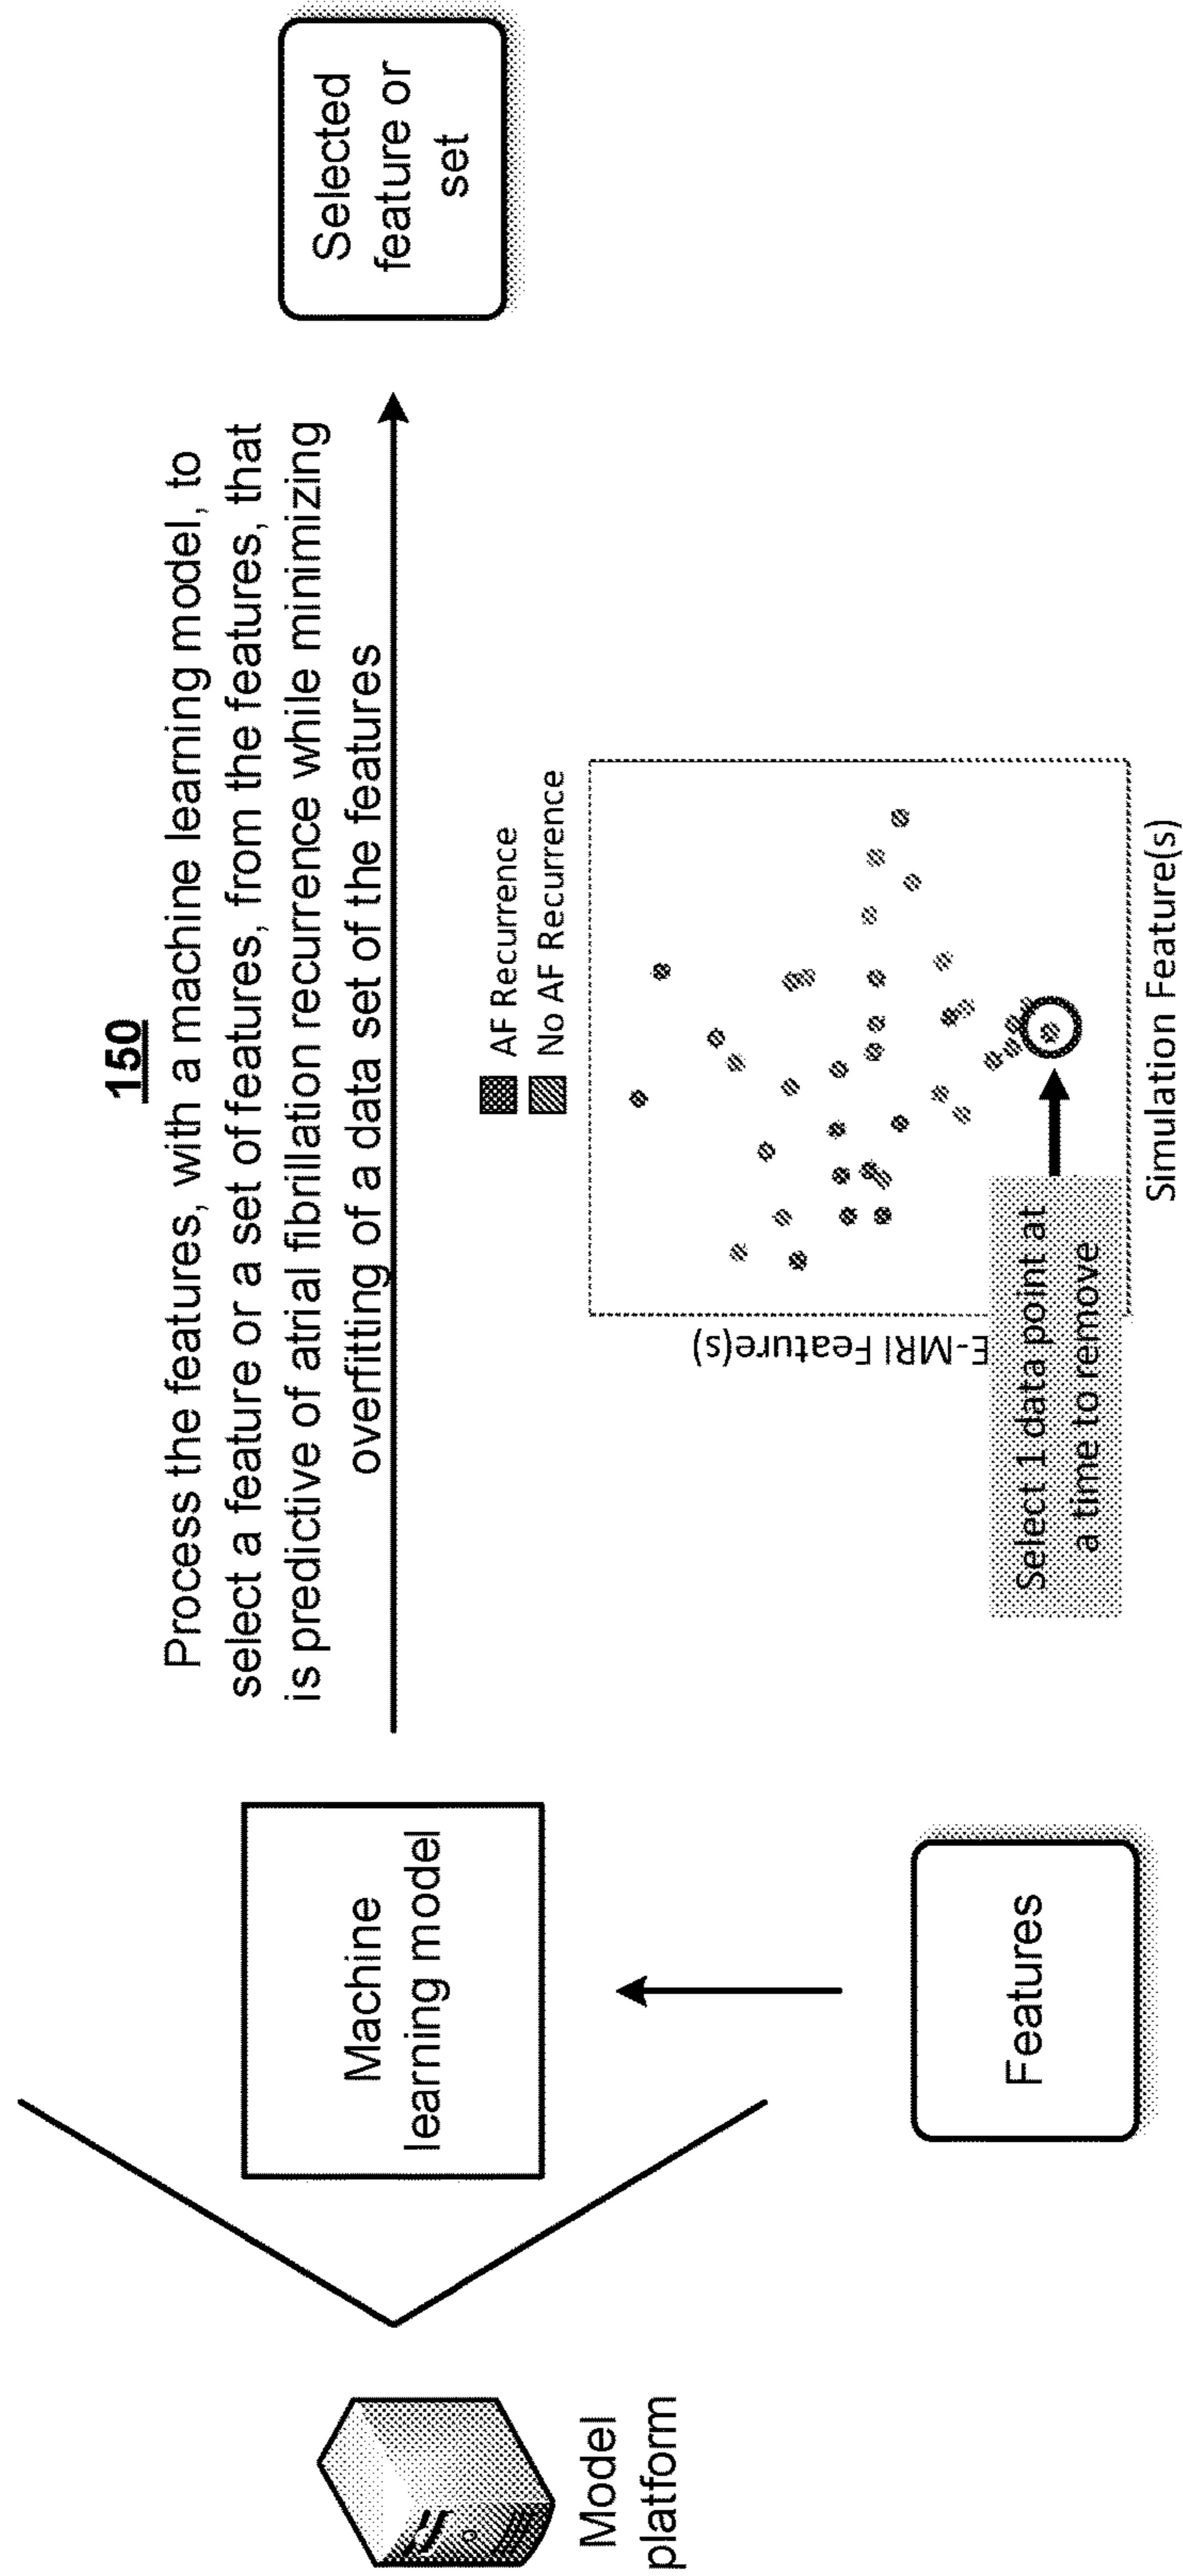 150
Process the features, with a machine learning model, to
select a feature or a set of features, from the features, that
is predictive of atrial fibrillation recurrence while minimizing
overfitting of a data set of the features
Model
platform
Machine
learning model
Features
AF Recurrence
No AF Recurrence
E-MRI Feature(s)
Select 1 data point at
a time to remove
Simulation Feature(s)
Selected
feature or
set